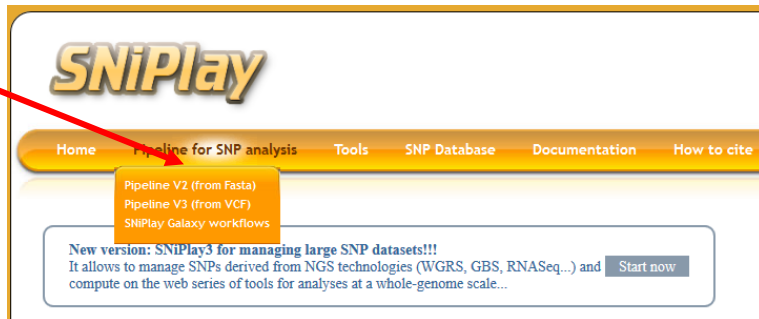 SNiPlay
Home Pipeline for SNP analysis Tools SNP Database Documentation How to cite
Pipeline V2 (from Fasta)
Pipeline V3 (from VCF)
SNiPlay Galaxy workflows
New version: SNiPlay3 for managing large SNP datasets!!!
It allows to manage SNPs derived from NGS technologies (WGRS, GBS, RNASeq...) and Start now
compute on the web series of tools for analyses at a whole-genome scale...